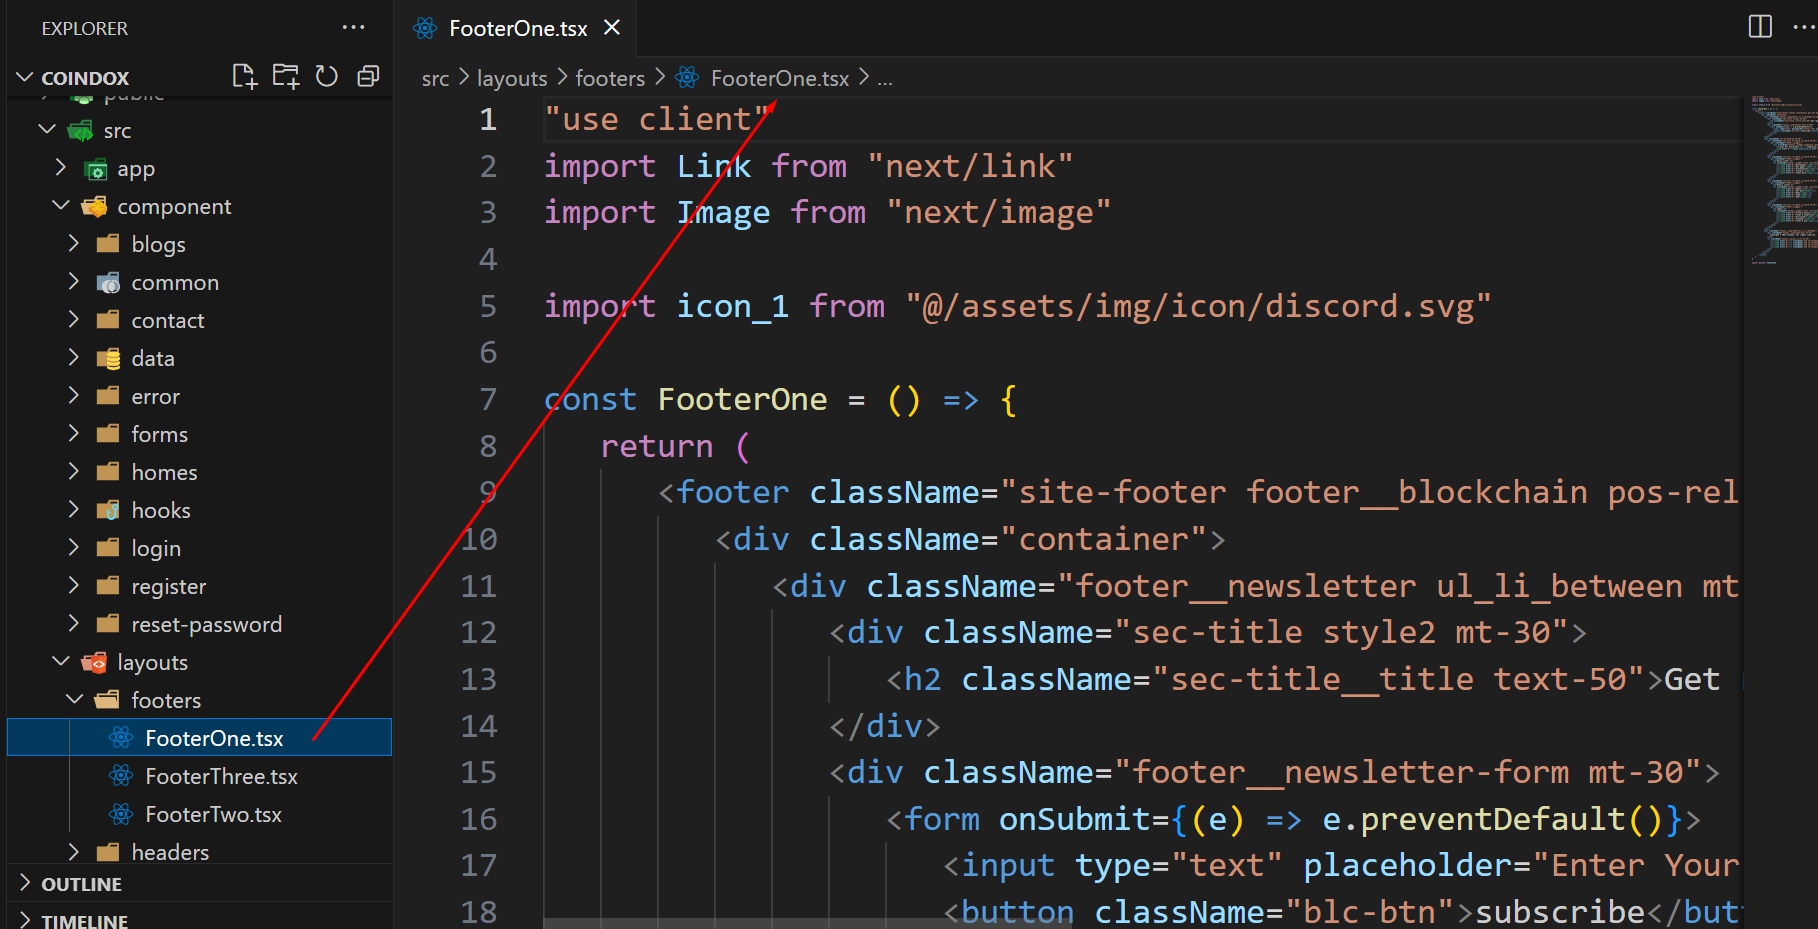 EXPLORER
COINDOX
public
src
app
component
blogs
common
contact
data
error
forms
homes
hooks
login
register
reset-password
layouts
footers
FooterOne.tsx
FooterThree.tsx
FooterTwo.tsx
headers
OUTLINE
TIMELINE
FooterOne.tsx
src > layouts > footers > FooterOne.tsx > ...
1 "use client"
2 import Link from "next/link"
3 import Image from "next/image"
4
5 import icon_1 from "@/assets/img/icon/discord.svg"
6
7 const FooterOne = () => {
8 return (
9 <footer className="site-footer footer__blockchain pos-rel
10 <div className="container">
11 <div className="footer__newsletter ul_li_between mt
12 <div className="sec-title style2 mt-30">
13 <h2 className="sec-title__title text-50">Get
14 </div>
15 <div className="footer__newsletter-form mt-30">
16 <form onSubmit={(e) => e.preventDefault()}>
17 <input type="text" placeholder="Enter Your
18 <button className="blc-btn">subscribe</but